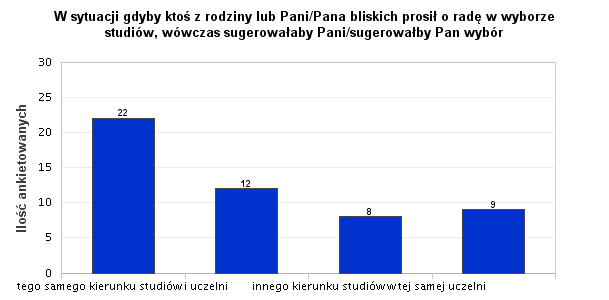 W sytuacji gdyby ktoś z rodziny lub Pani/Pana bliskich prosił o radę w wyborze
studiów, wówczas sugerowałaby Pani/sugerowałby Pan wybór
Ilość ankietowanych
30
25
20
15
10
5
0
22
12
8
9
tego samego kierunku studiów i uczelni
innego kierunku studiów w tej samej uczelni